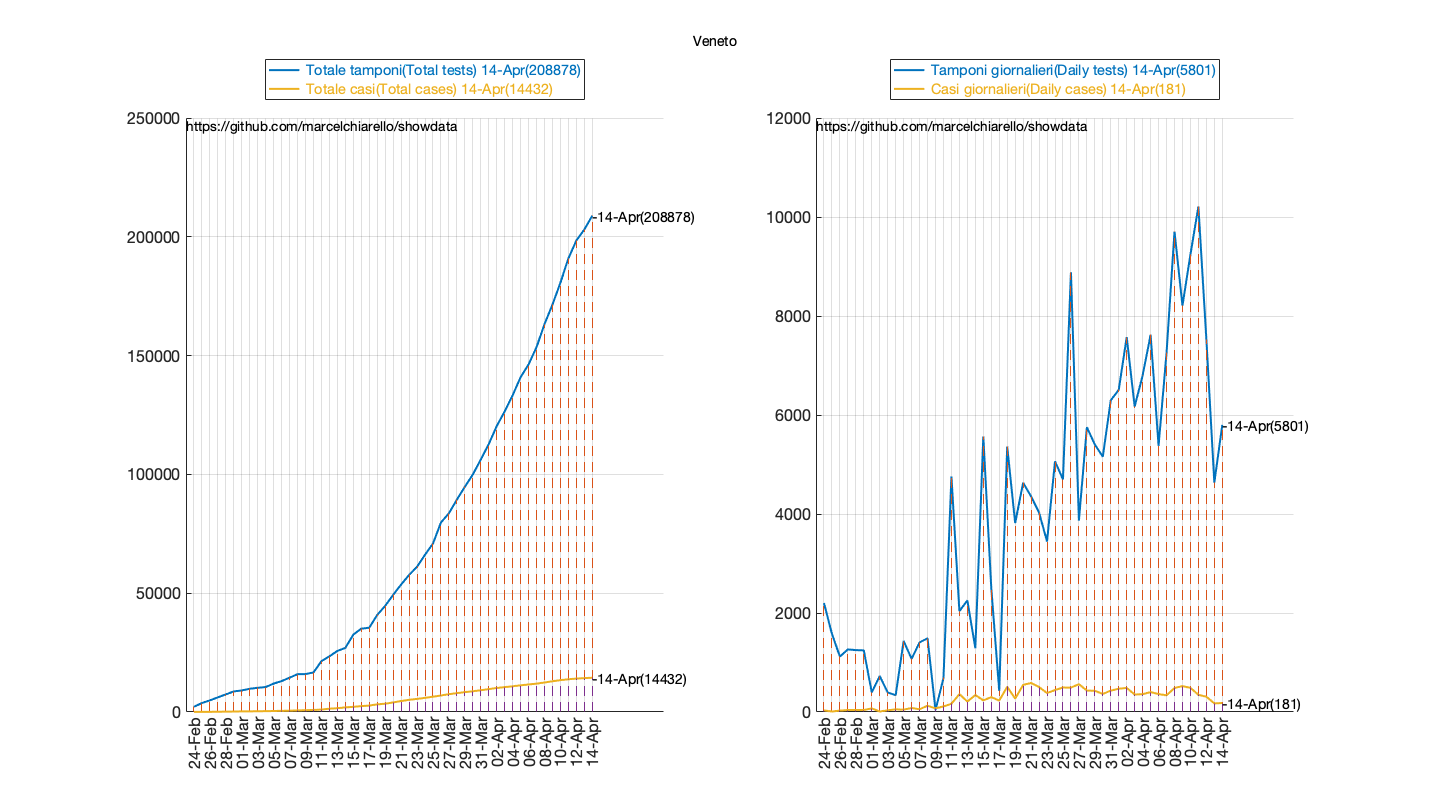 Veneto
Totale tamponi(Total tests) 14-Apr(208878)
Totale casi(Total cases) 14-Apr(14432)
250000
https://github.com/marcelchiarello/showdata
14-Apr(208878)
200000
150000
100000
50000
14-Apr(14432)
0
24-Feb
26-Feb
28-Feb
01-Mar
03-Mar
05-Mar
07-Mar
09-Mar
11-Mar
13-Mar
15-Mar
17-Mar
19-Mar
21-Mar
23-Mar
25-Mar
27-Mar
29-Mar
31-Mar
02-Apr
04-Apr
06-Apr
08-Apr
10-Apr
12-Apr
14-Apr
Tamponi giornalieri(Daily tests) 14-Apr(5801)
Casi giornalieri(Daily cases) 14-Apr(181)
12000
https://github.com/marcelchiarello/showdata
10000
8000
6000
14-Apr(5801)
4000
2000
14-Apr(181)
0
24-Feb
26-Feb
28-Feb
01-Mar
03-Mar
05-Mar
07-Mar
09-Mar
11-Mar
13-Mar
15-Mar
17-Mar
19-Mar
21-Mar
23-Mar
25-Mar
27-Mar
29-Mar
31-Mar
02-Apr
04-Apr
06-Apr
08-Apr
10-Apr
12-Apr
14-Apr